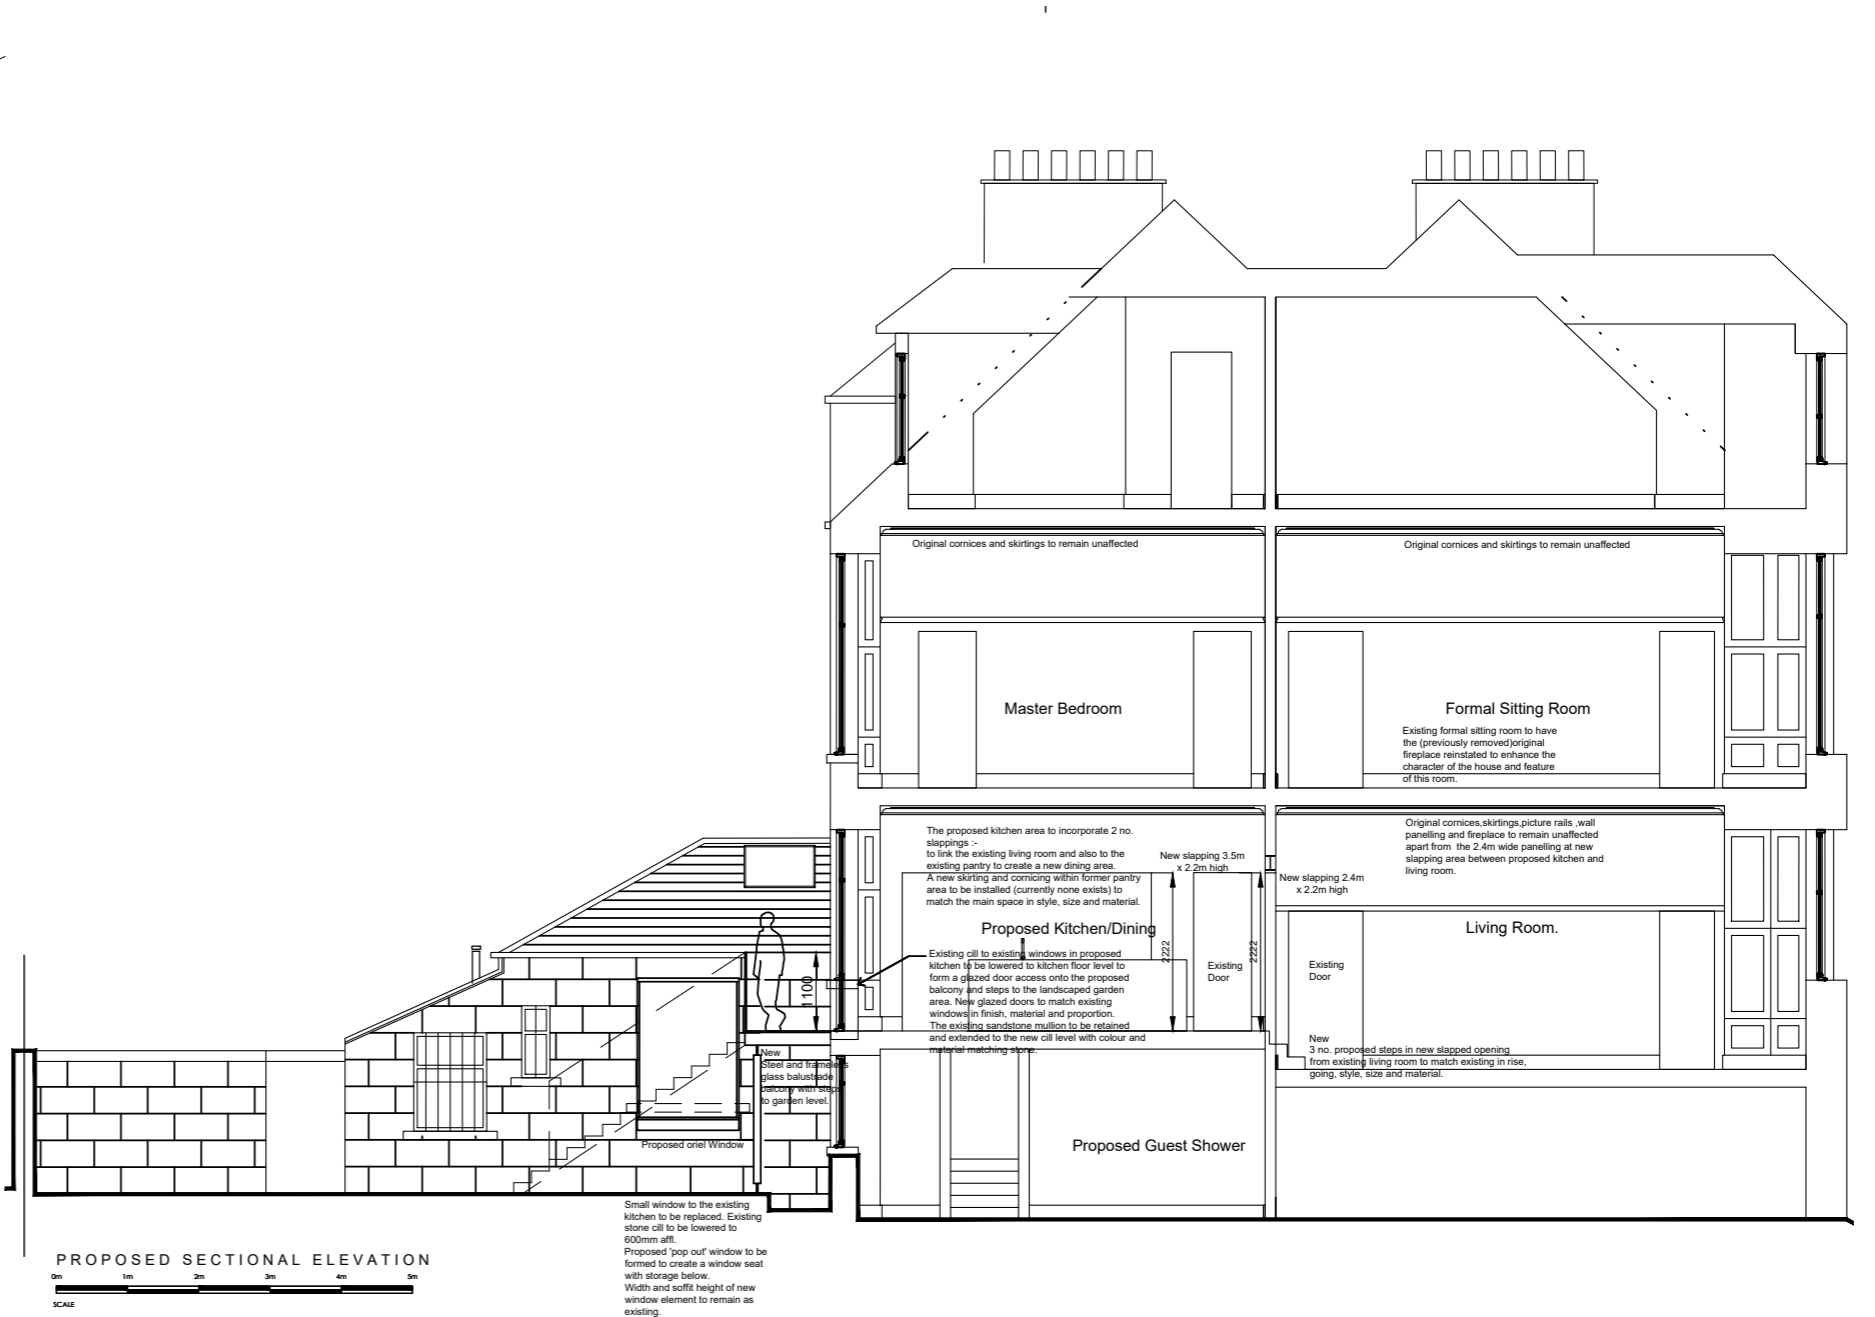 Original cornices and skirtings to remain unaffected
Original cornices and skirtings to remain unaffected
Master Bedroom
Formal Sitting Room
Existing formal sitting room to have
the (previously removed)original
fireplace reinstated to enhance the
character of the house and feature
of this room.
The proposed kitchen area to incorporate 2 no.
slappings :-
to link the existing living room and also to the
existing pantry to create a new dining area.
A new skirting and cornicing within former pantry
area to be installed (currently none exists) to
match the main space in style, size and material.
New slapping 3.5m
x 2.2m high
New slapping 2.4m
x 2.2m high
Original cornices,skirtings,picture rails ,wall
panelling and fireplace to remain unaffected
apart from the 2.4m wide panelling at new
slapping area between proposed kitchen and
living room.
Proposed Kitchen/Dining
Living Room.
Existing cill to existing windows in proposed
kitchen to be lowered to kitchen floor level to
form a glazed door access onto the proposed
balcony and steps to the landscaped garden
area. New glazed doors to match existing
windows in finish, material and proportion.
The existing sandstone mullion to be retained
and extended to the new cill level with colour and
material matching stone.
2222
2222
Existing
Door
Existing
Door
1100
New
3 no. proposed steps in new slapped opening
from existing living room to match existing in rise,
going, style, size and material.
New
Steel and frameless
glass balustrade
balcony with steps
to garden level.
Proposed oriel Window
Proposed Guest Shower
Small window to the existing
kitchen to be replaced. Existing
stone cill to be lowered to
600mm affl.
Proposed 'pop out' window to be
formed to create a window seat
with storage below.
Width and soffit height of new
window element to remain as
existing.
PROPOSED SECTIONAL ELEVATION
0m 1m 2m 3m 4m 5m
SCALE